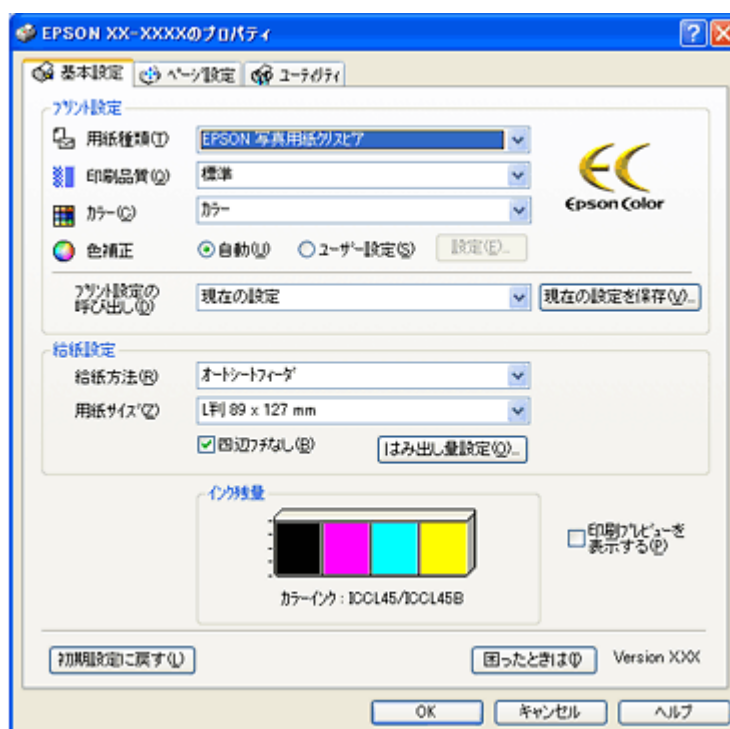 EPSON XX-XXXXのプロパティ
基本設定 ページ設定 ユーティリティ
プリント設定
用紙種類(T) EPSON 写真用紙クリスピア
印刷品質(Q) 標準
カラー(C) カラー
Epson Color
色補正 自動(U) ユーザー設定(S) 設定(E)...
プリント設定の
呼び出し(D) 現在の設定 現在の設定を保存(V)...
給紙設定
給紙方法(R) オートシートフィーダ
用紙サイズ(Z) L判 89 x 127 mm
四辺フチなし(B) はみ出し量設定(O)...
インク残量
カラーインク : ICCL45/ICCL45B
印刷プレビューを
表示する(P)
初期設定に戻す(L) 困ったときは(I) Version X.XX
OK キャンセル ヘルプ